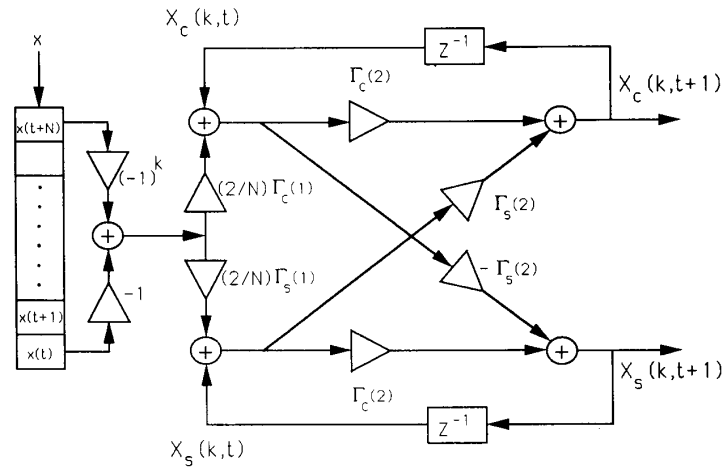 X_c(k,t)
x
Z^-1
Γ_c(2)
X_c(k,t+1)
x(t+N)
(-1)^k
+
+
(2/N)Γ_c(1)
Γ_s(2)
+
(2/N)Γ_s(1)
-Γ_s(2)
-1
x(t+1)
x(t)
+
+
X_s(k,t+1)
Γ_c(2)
Z^-1
X_s(k,t)